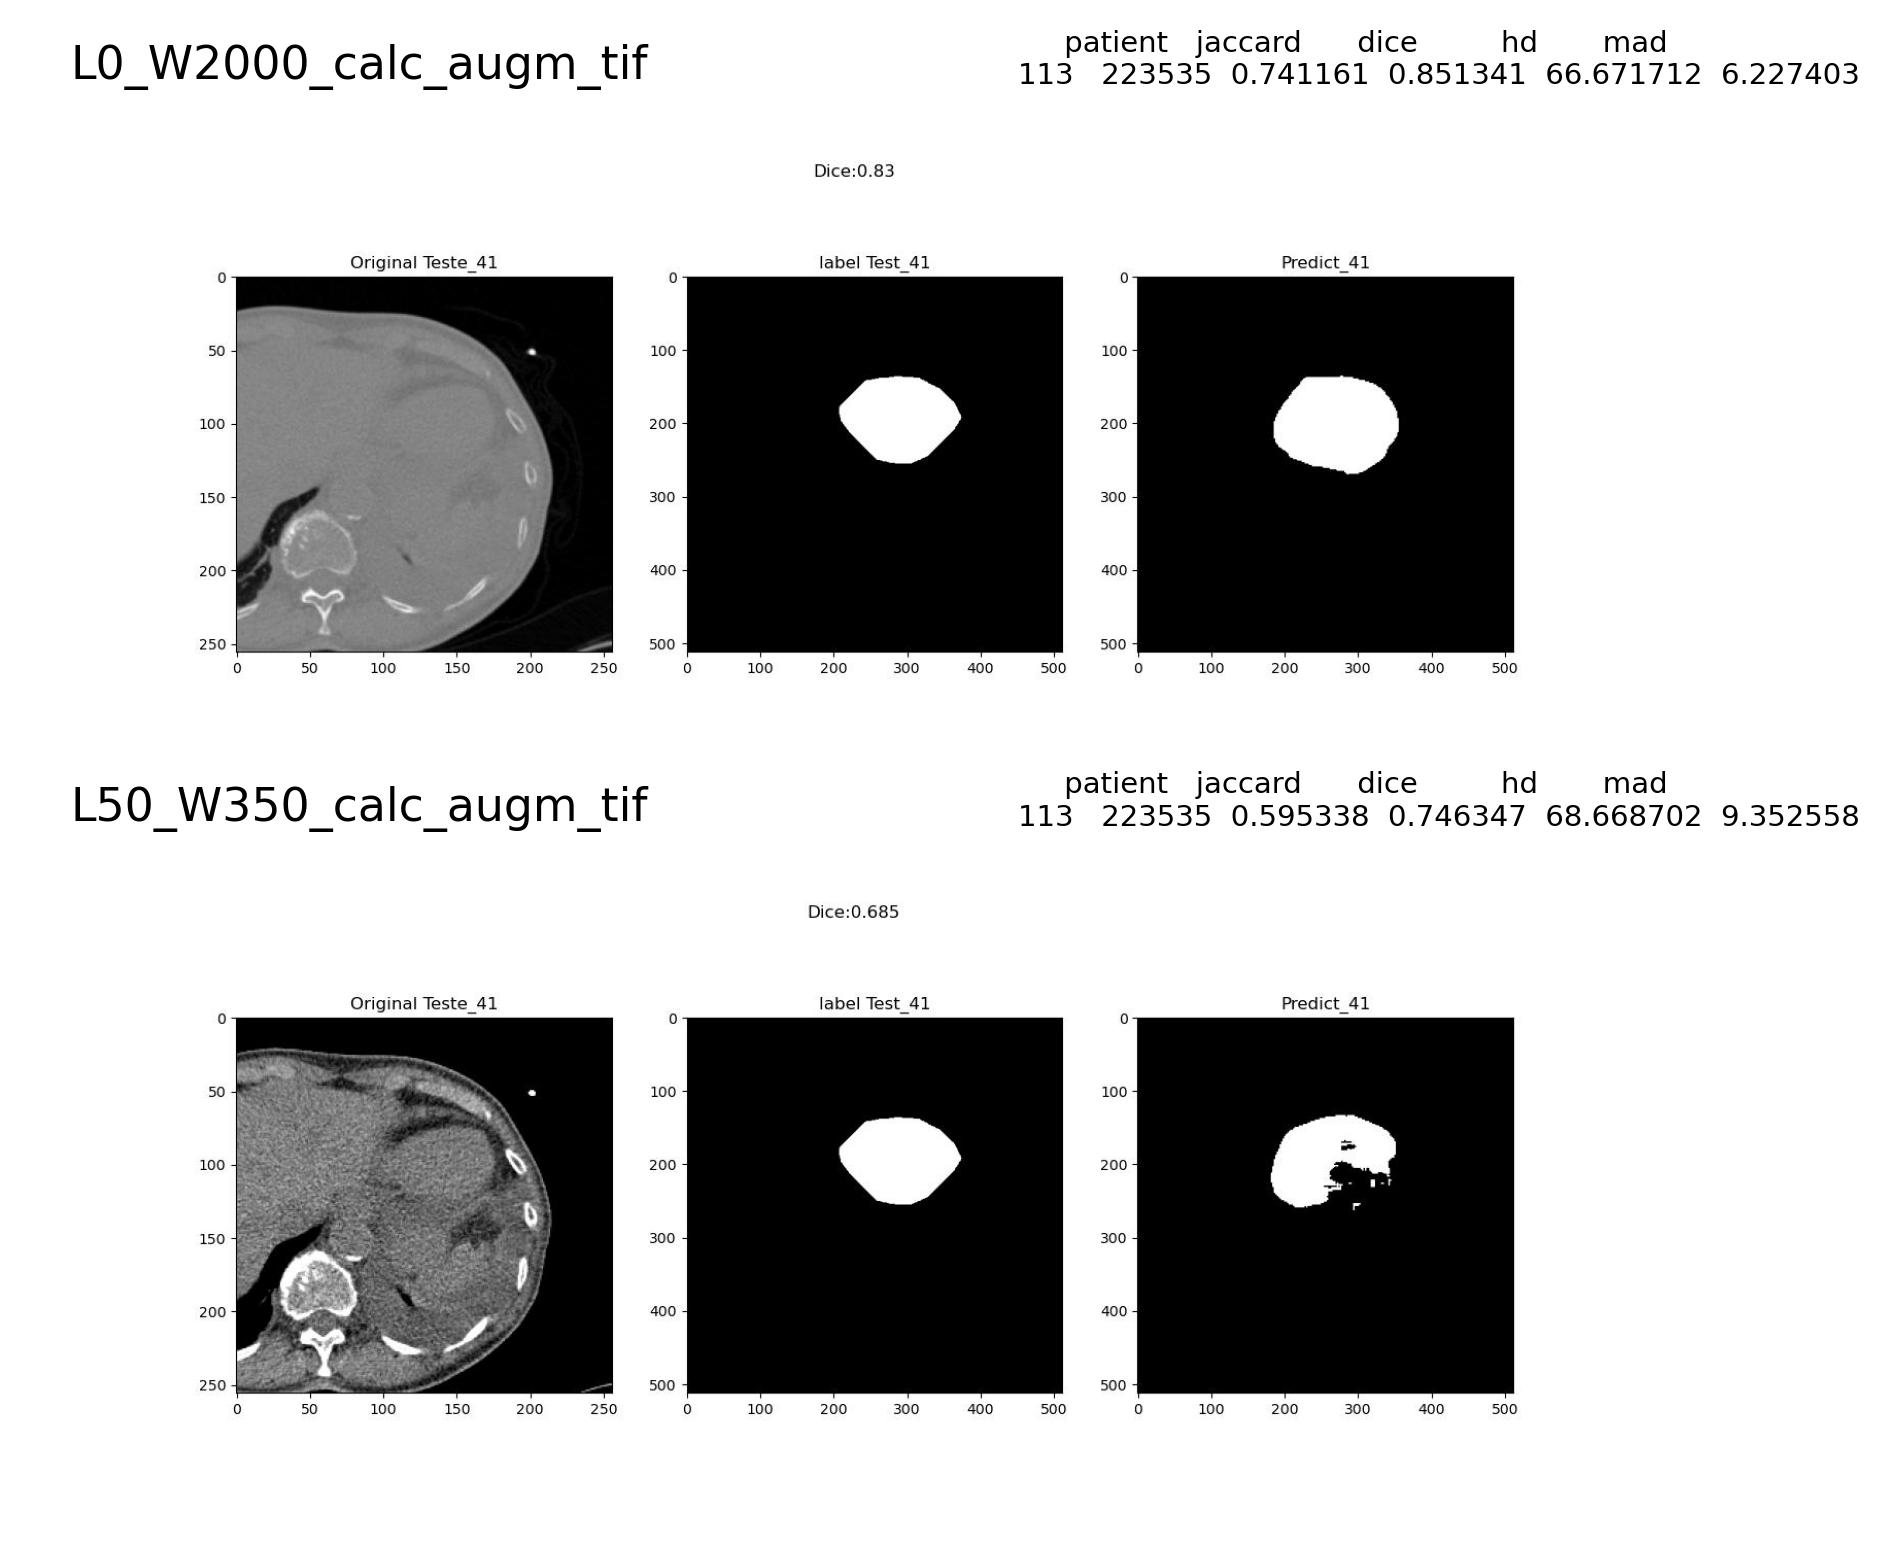 L0_W2000_calc_augm_tif
patient jaccard dice hd mad
113 223535 0.741161 0.851341 66.671712 6.227403
Dice:0.83
Original Teste_41
label Test_41
Predict_41
0
50
100
150
200
250
0 50 100 150 200 250
0
100
200
300
400
500
0 100 200 300 400 500
0
100
200
300
400
500
0 100 200 300 400 500
L50_W350_calc_augm_tif
patient jaccard dice hd mad
113 223535 0.595338 0.746347 68.668702 9.352558
Dice:0.685
Original Teste_41
label Test_41
Predict_41
0
50
100
150
200
250
0 50 100 150 200 250
0
100
200
300
400
500
0 100 200 300 400 500
0
100
200
300
400
500
0 100 200 300 400 500